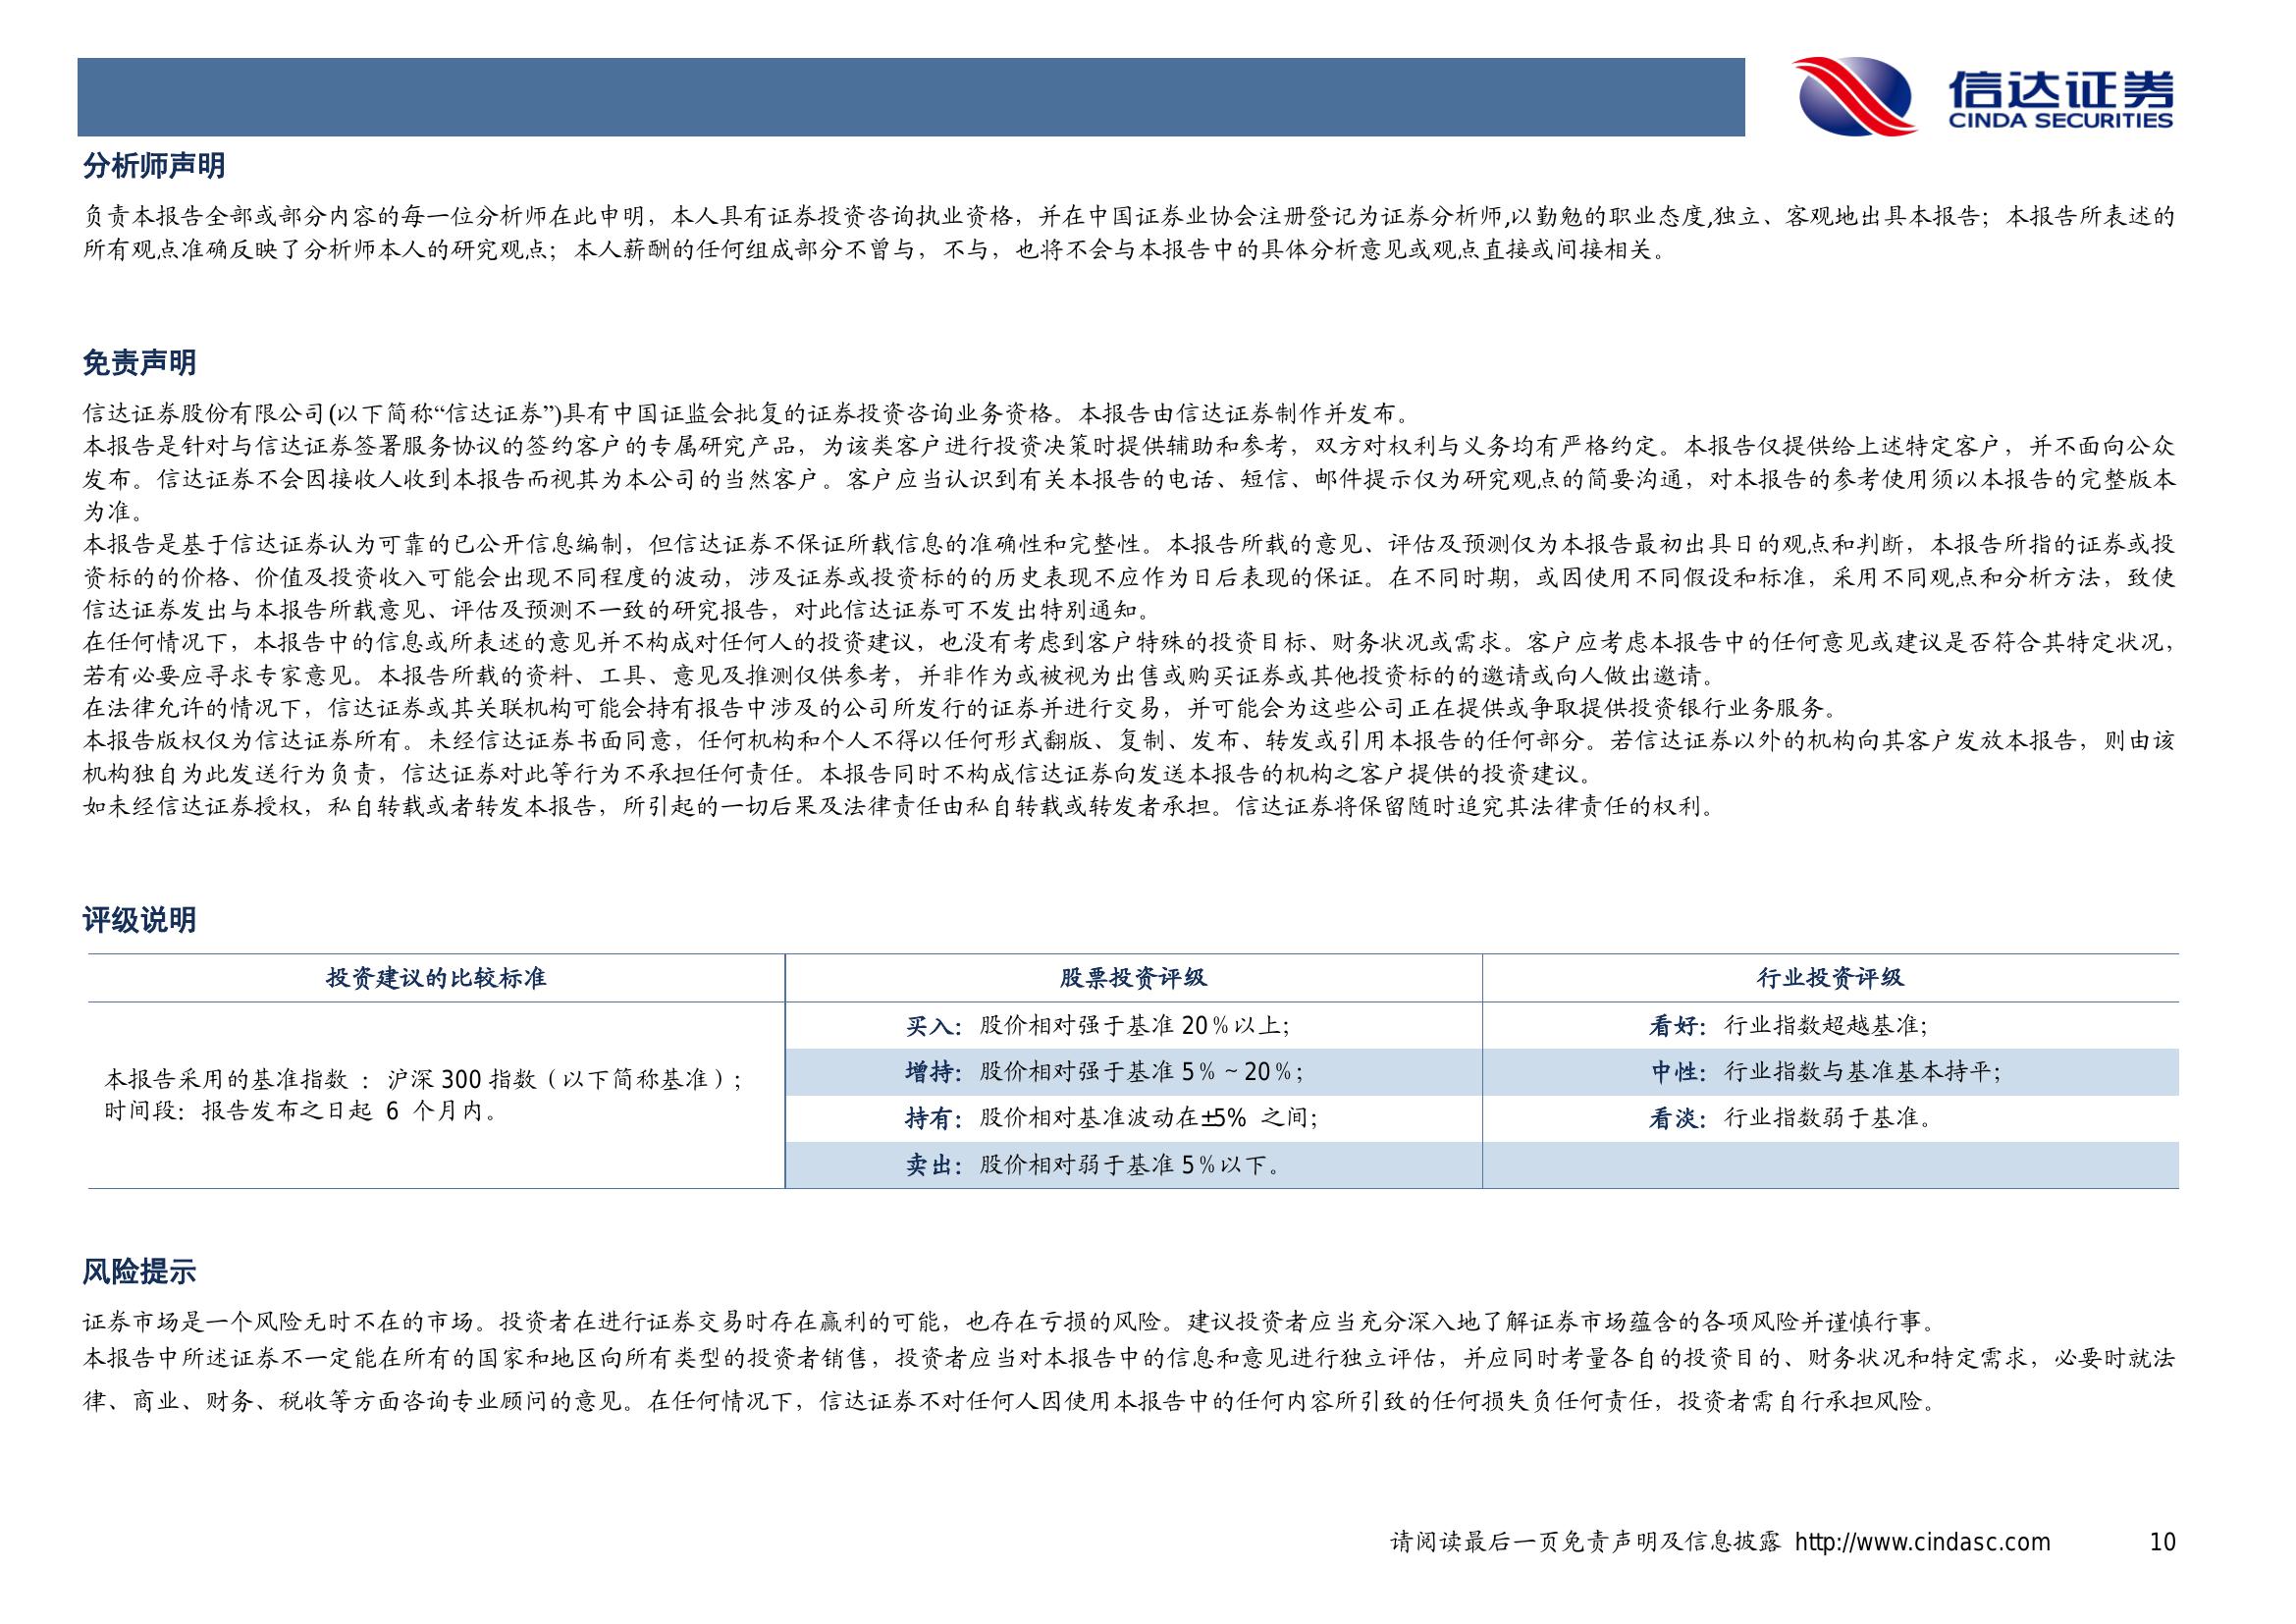 信达证券
CINDA SECURITIES
分析师声明
负责本报告全部或部分内容的每一位分析师在此申明，本人具有证券投资咨询执业资格，并在中国证券业协会注册登记为证券分析师,以勤勉的职业态度,独立、客观地出具本报告；本报告所表述的
所有观点准确反映了分析师本人的研究观点；本人薪酬的任何组成部分不曾与，不与，也将不会与本报告中的具体分析意见或观点直接或间接相关。
免责声明
信达证券股份有限公司(以下简称“信达证券”)具有中国证监会批复的证券投资咨询业务资格。本报告由信达证券制作并发布。
本报告是针对与信达证券签署服务协议的签约客户的专属研究产品，为该类客户进行投资决策时提供辅助和参考，双方对权利与义务均有严格约定。本报告仅提供给上述特定客户，并不面向公众
发布。信达证券不会因接收人收到本报告而视其为本公司的当然客户。客户应当认识到有关本报告的电话、短信、邮件提示仅为研究观点的简要沟通，对本报告的参考使用须以本报告的完整版本
为准。
本报告是基于信达证券认为可靠的已公开信息编制，但信达证券不保证所载信息的准确性和完整性。本报告所载的意见、评估及预测仅为本报告最初出具日的观点和判断，本报告所指的证券或投
资标的的价格、价值及投资收入可能会出现不同程度的波动，涉及证券或投资标的的历史表现不应作为日后表现的保证。在不同时期，或因使用不同假设和标准，采用不同观点和分析方法，致使
信达证券发出与本报告所载意见、评估及预测不一致的研究报告，对此信达证券可不发出特别通知。
在任何情况下，本报告中的信息或所表述的意见并不构成对任何人的投资建议，也没有考虑到客户特殊的投资目标、财务状况或需求。客户应考虑本报告中的任何意见或建议是否符合其特定状况，
若有必要应寻求专家意见。本报告所载的资料、工具、意见及推测仅供参考，并非作为或被视为出售或购买证券或其他投资标的的邀请或向人做出邀请。
在法律允许的情况下，信达证券或其关联机构可能会持有报告中涉及的公司所发行的证券并进行交易，并可能会为这些公司正在提供或争取提供投资银行业务服务。
本报告版权仅为信达证券所有。未经信达证券书面同意，任何机构和个人不得以任何形式翻版、复制、发布、转发或引用本报告的任何部分。若信达证券以外的机构向其客户发放本报告，则由该
机构独自为此发送行为负责，信达证券对此等行为不承担任何责任。本报告同时不构成信达证券向发送本报告的机构之客户提供的投资建议。
如未经信达证券授权，私自转载或者转发本报告，所引起的一切后果及法律责任由私自转载或转发者承担。信达证券将保留随时追究其法律责任的权利。
评级说明
投资建议的比较标准 股票投资评级 行业投资评级
本报告采用的基准指数 ：沪深 300 指数（以下简称基准）；
时间段：报告发布之日起 6 个月内。
买入：股价相对强于基准 20％以上； 看好：行业指数超越基准；
增持：股价相对强于基准 5％～20％； 中性：行业指数与基准基本持平；
持有：股价相对基准波动在±5% 之间； 看淡：行业指数弱于基准。
卖出：股价相对弱于基准 5％以下。
风险提示
证券市场是一个风险无时不在的市场。投资者在进行证券交易时存在赢利的可能，也存在亏损的风险。建议投资者应当充分深入地了解证券市场蕴含的各项风险并谨慎行事。
本报告中所述证券不一定能在所有的国家和地区向所有类型的投资者销售，投资者应当对本报告中的信息和意见进行独立评估，并应同时考量各自的投资目的、财务状况和特定需求，必要时就法
律、商业、财务、税收等方面咨询专业顾问的意见。在任何情况下，信达证券不对任何人因使用本报告中的任何内容所引致的任何损失负任何责任，投资者需自行承担风险。
请阅读最后一页免责声明及信息披露 http://www.cindasc.com 10